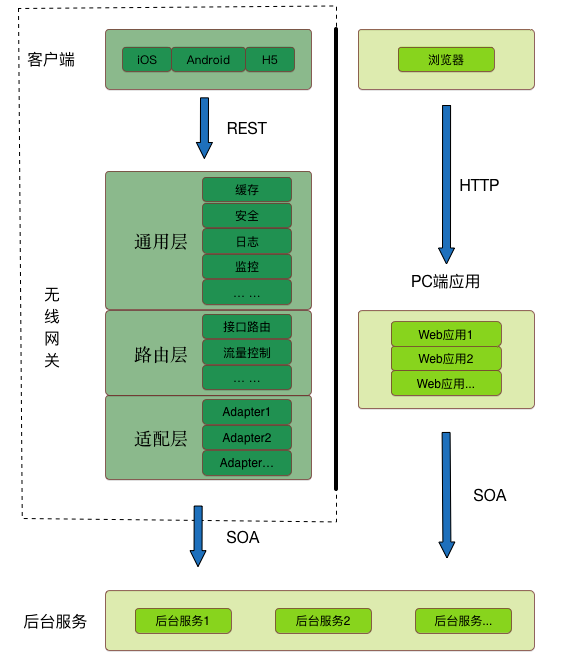 客户端
iOS
Android
H5
浏览器
REST
HTTP
无线网关
通用层
缓存
安全
日志
监控
... ...
路由层
接口路由
流量控制
... ...
适配层
Adapter1
Adapter2
Adapter...
PC端应用
Web应用1
Web应用2
Web应用...
SOA
SOA
后台服务
后台服务1
后台服务2
后台服务...